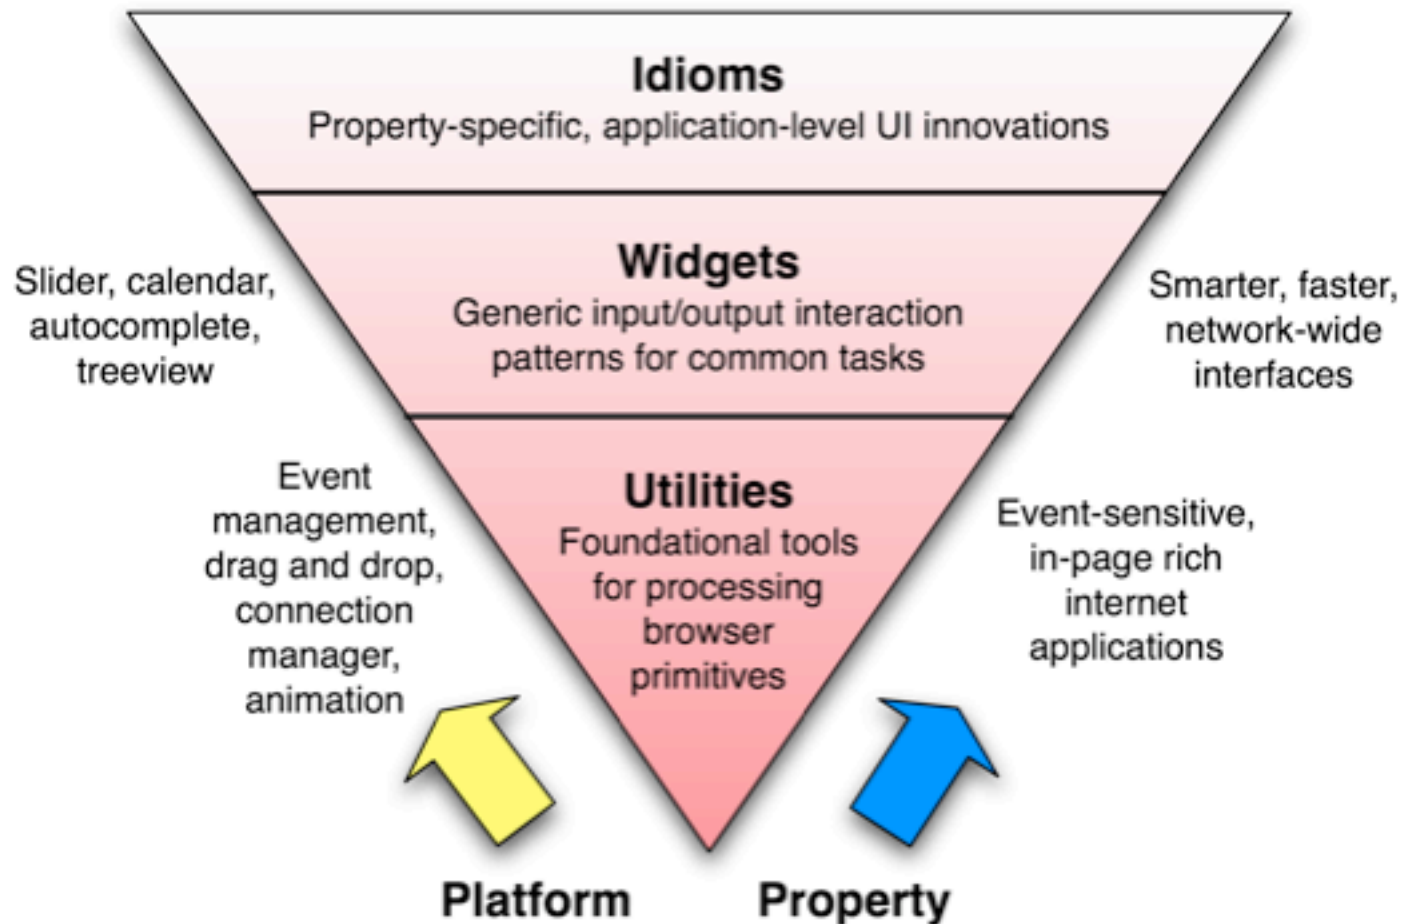 Idioms
Property-specific, application-level UI innovations
Widgets
Generic input/output interaction
patterns for common tasks
Slider, calendar,
autocomplete,
treeview
Smarter, faster,
network-wide
interfaces
Utilities
Foundational tools
for processing
browser
primitives
Event
management,
drag and drop,
connection
manager,
animation
Event-sensitive,
in-page rich
internet
applications
Platform
Property